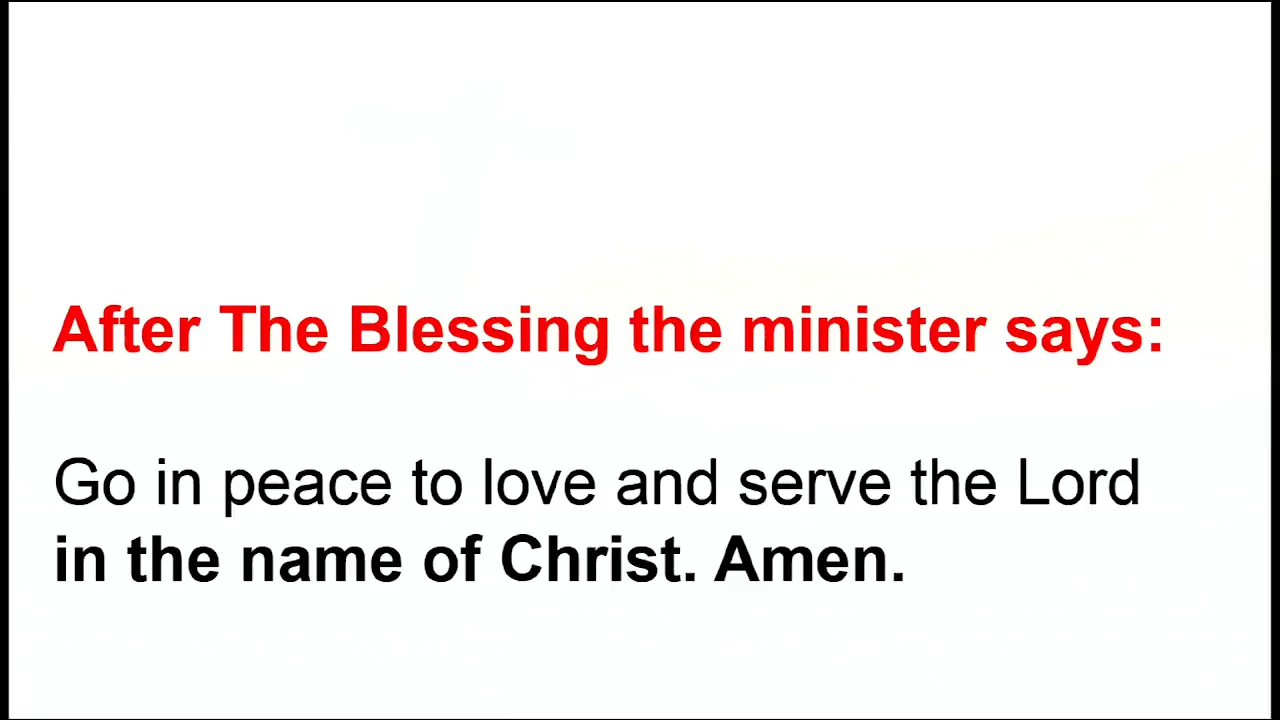 After The Blessing the minister says:
Go in peace to love and serve the Lord
in the name of Christ. Amen.